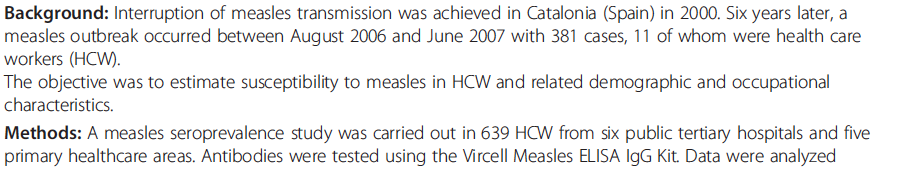 Background: Interruption of measles transmission was achieved in Catalonia (Spain) in 2000. Six years later, a
measles outbreak occurred between August 2006 and June 2007 with 381 cases, 11 of whom were health care
workers (HCW).
The objective was to estimate susceptibility to measles in HCW and related demographic and occupational
characteristics.
Methods: A measles seroprevalence study was carried out in 639 HCW from six public tertiary hospitals and five
primary healthcare areas. Antibodies were tested using the Vircell Measles ELISA IgG Kit. Data were analyzed